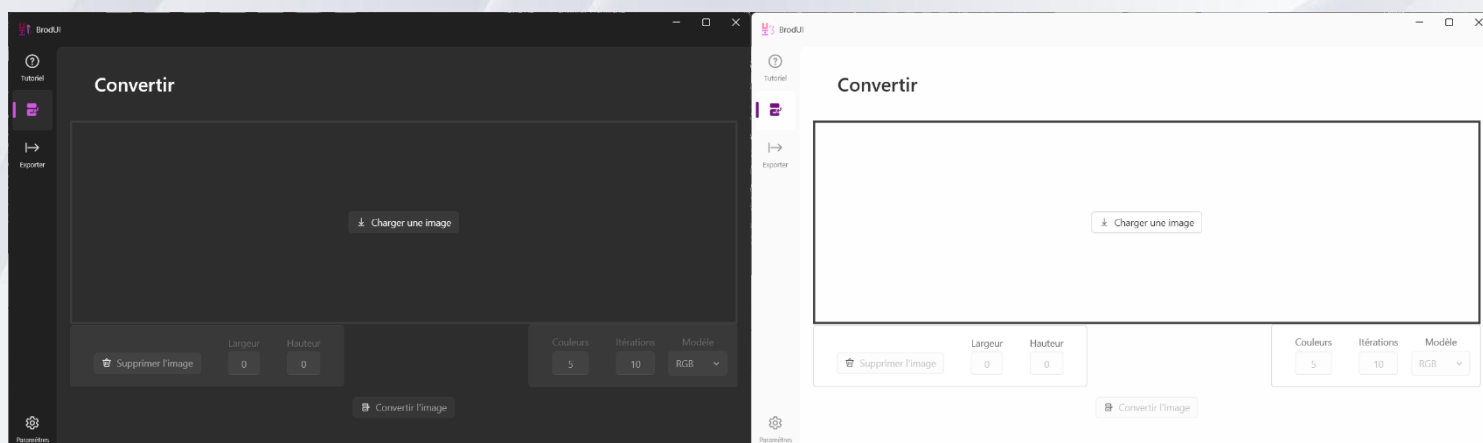 BrodUI
Tutoriel
Convertir
Exporter
Charger une image
Largeur Hauteur
Supprimer l'image 0 0
Couleurs Itérations Modèle
5 10 RGB
Convertir l'image
Paramètres
BrodUI
Tutoriel
Convertir
Exporter
Charger une image
Largeur Hauteur
Supprimer l'image 0 0
Couleurs Itérations Modèle
5 10 RGB
Convertir l'image
Paramètres